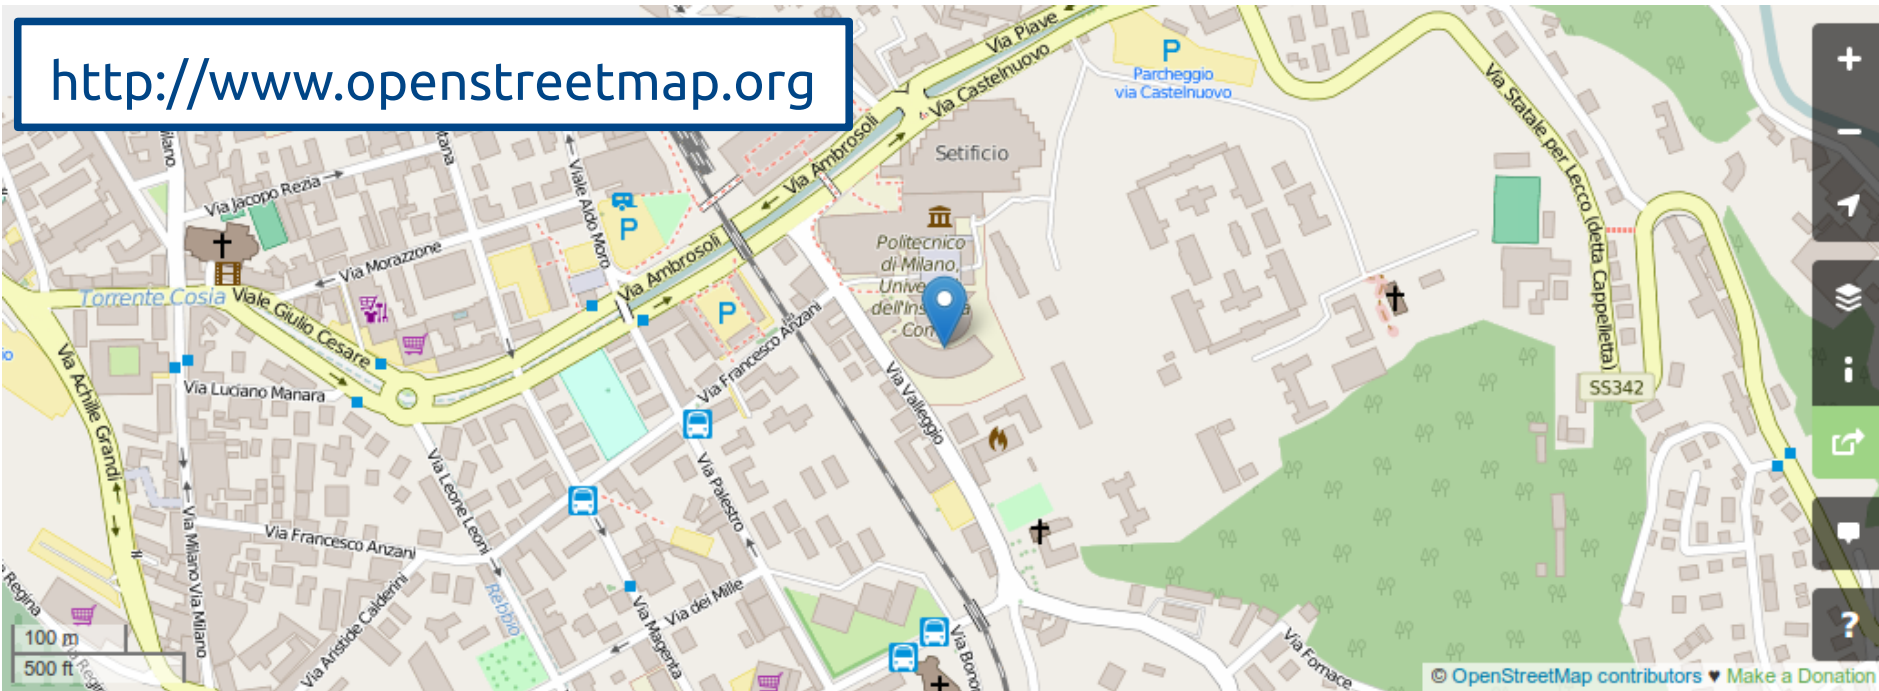 http://www.openstreetmap.org
Via Piave
Via Castelnuovo
P
Parcheggio
via Castelnuovo
Via Statale per Lecco (detta Cappelletta)
Via Ambrosoli
Setificio
Milano
Viale Aldo Moro
Via Jacopo Rezia
P
Politecnico
di Milano,
Via Morazzone
Via Ambrosoli
Torrente Cosia
Viale Giulio Cesare
P
Via Francesco Anzani
Via Achille Grandi
Via Luciano Manara
Via Valleggio
SS342
Via Leone Leoni
Via Palestro
Via Francesco Anzani
Via Milano
Via Milano
Via Aristide Calderini
Rebbio
Via dei Mille
Via Magenta
Via Fornace
Regina
100 m
500 ft
© OpenStreetMap contributors ♥ Make a Donation
+
−
i
?